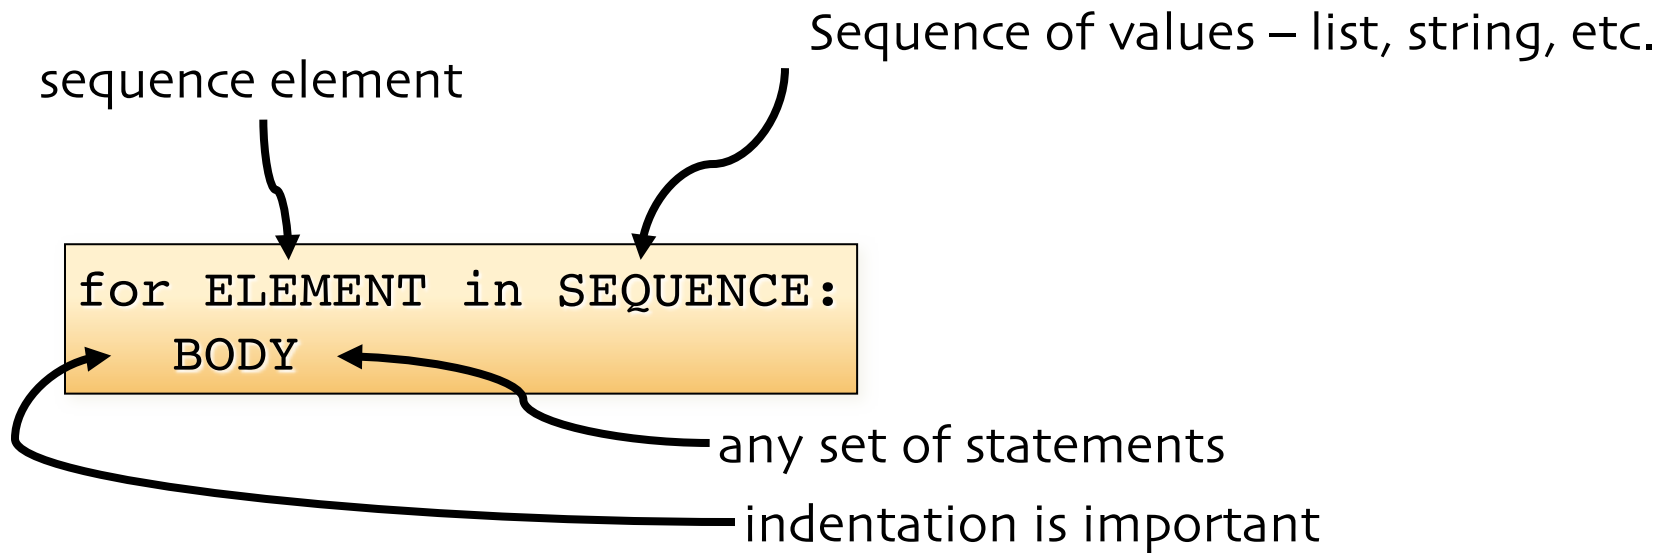 Sequence of values – list, string, etc.
sequence element
for ELEMENT in SEQUENCE:
BODY
any set of statements
indentation is important